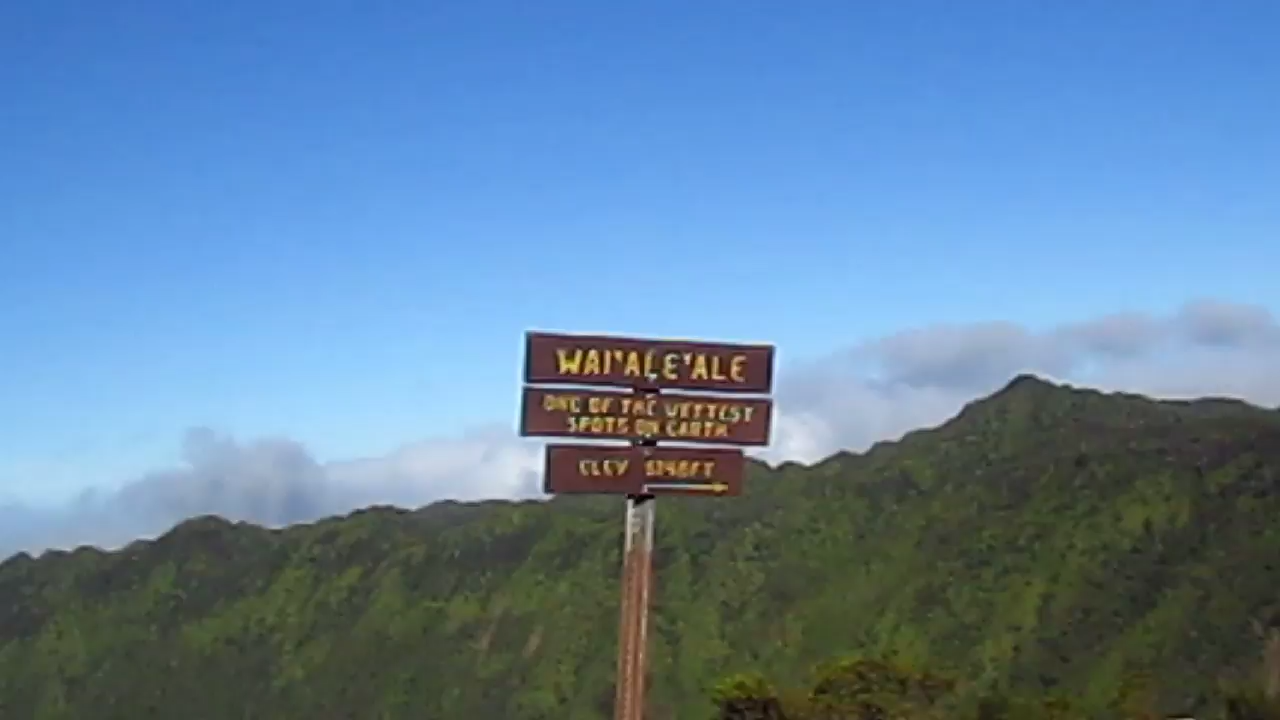 WAI'ALE'ALE
ONE OF THE WETTEST
SPOTS ON EARTH
ELEV 5148FT